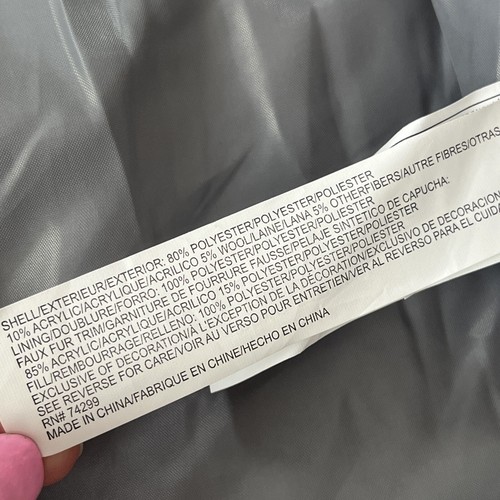 SHELL/EXTERIEUR/EXTERIOR: 80% POLYESTER/POLYESTER/POLIESTER
10% ACRYLIC/ACRYLIQUE/ACRILICO 5% WOOL/LAINE/LANA 5% OTHERFIBERS/AUTRE FIBRES/OTRAS
LINING/DOUBLURE/FORRO: 100% POLYESTER/POLYESTER/POLIESTER
FAUX FUR TRIM/GARNITURE DE FOURRURE FAUSSE/PELAJE SINTETICO DE CAPUCHA:
85% ACRYLIC/ACRYLIQUE/ACRILICO 15% POLYESTER/POLYESTER/POLIESTER
FILL/REMBOURRAGE/RELLENO: 100% POLYESTER/POLYESTER/POLIESTER
EXCLUSIVE OF DECORATION/À L'EXCEPTION DE LA DÉCORATION/EXCLUSIVO DE DECORACION
SEE REVERSE FOR CARE/VOIR AU VERSO POUR ENTRETIEN/VER AL REVERSO PARA EL
RN# 74299
MADE IN CHINA/FABRIQUE EN CHINE/HECHO EN CHINA